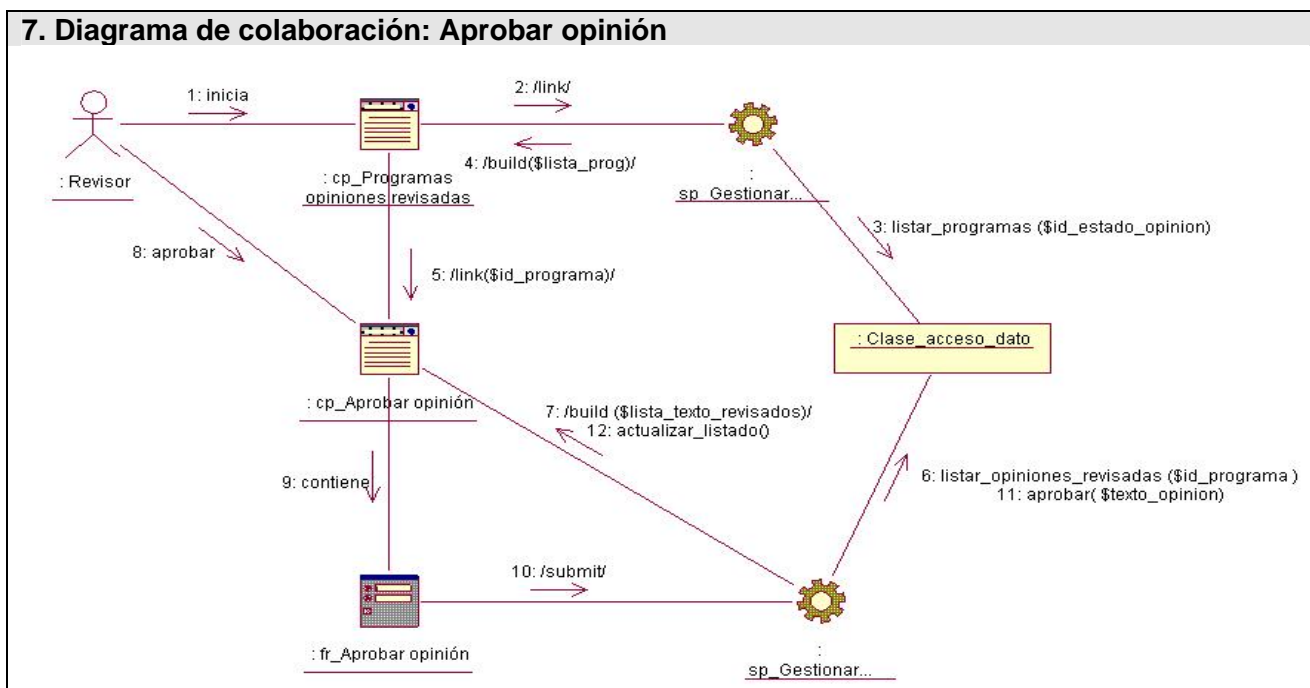 7. Diagrama de colaboración: Aprobar opinión
1: inicia
2: /link/
4: /build($lista_prog)/
: Revisor
: cp_Programas
opiniones revisadas
:
sp_Gestionar...
3: listar_programas ($id_estado_opinion)
8: aprobar
5: /link($id_programa)/
: Clase_acceso_dato
: cp_Aprobar opinión
7: /build ($lista_texto_revisados)/
12: actualizar_listado()
9: contiene
6: listar_opiniones_revisadas ($id_programa )
11: aprobar( $texto_opinion)
10: /submit/
: fr_Aprobar opinión
:
sp_Gestionar...